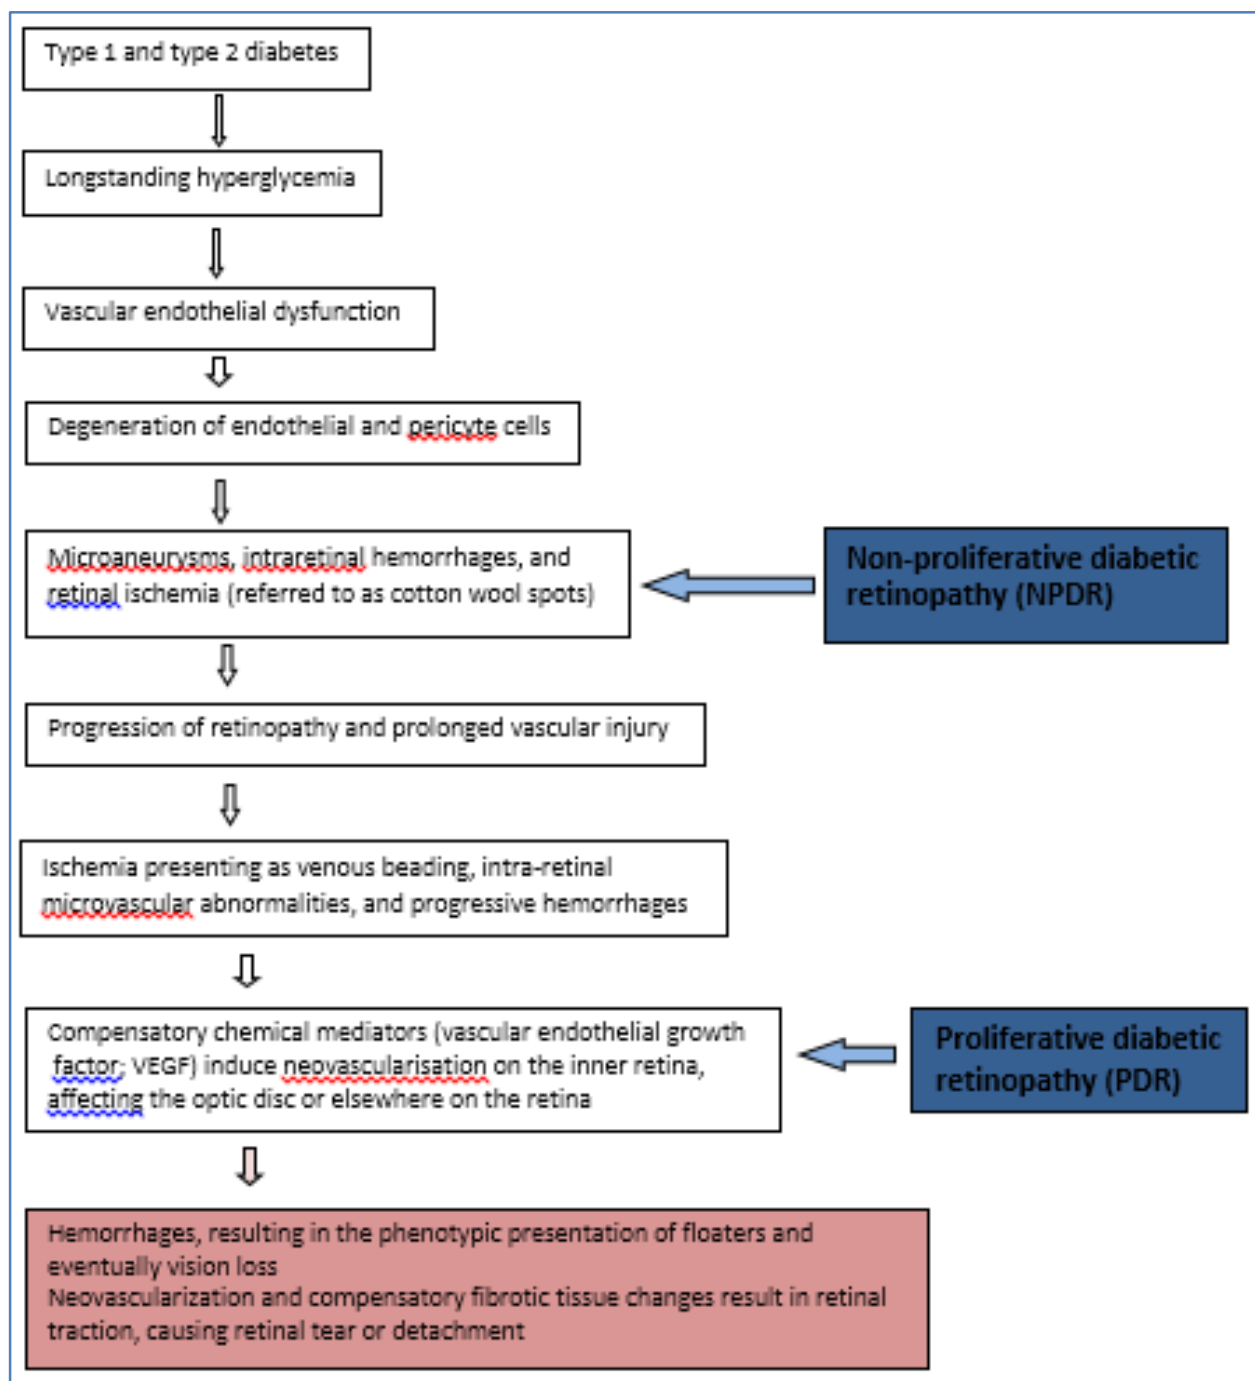 Type 1 and type 2 diabetes
Longstanding hyperglycemia
Vascular endothelial dysfunction
Degeneration of endothelial and pericyte cells
Microaneurysms, intraretinal hemorrhages, and
retinal ischemia (referred to as cotton wool spots)
Non-proliferative diabetic
retinopathy (NPDR)
Progression of retinopathy and prolonged vascular injury
Ischemia presenting as venous beading, intra-retinal
microvascular abnormalities, and progressive hemorrhages
Compensatory chemical mediators (vascular endothelial growth
factor; VEGF) induce neovascularisation on the inner retina,
affecting the optic disc or elsewhere on the retina
Proliferative diabetic
retinopathy (PDR)
Hemorrhages, resulting in the phenotypic presentation of floaters and
eventually vision loss
Neovascularization and compensatory fibrotic tissue changes result in retinal
traction, causing retinal tear or detachment